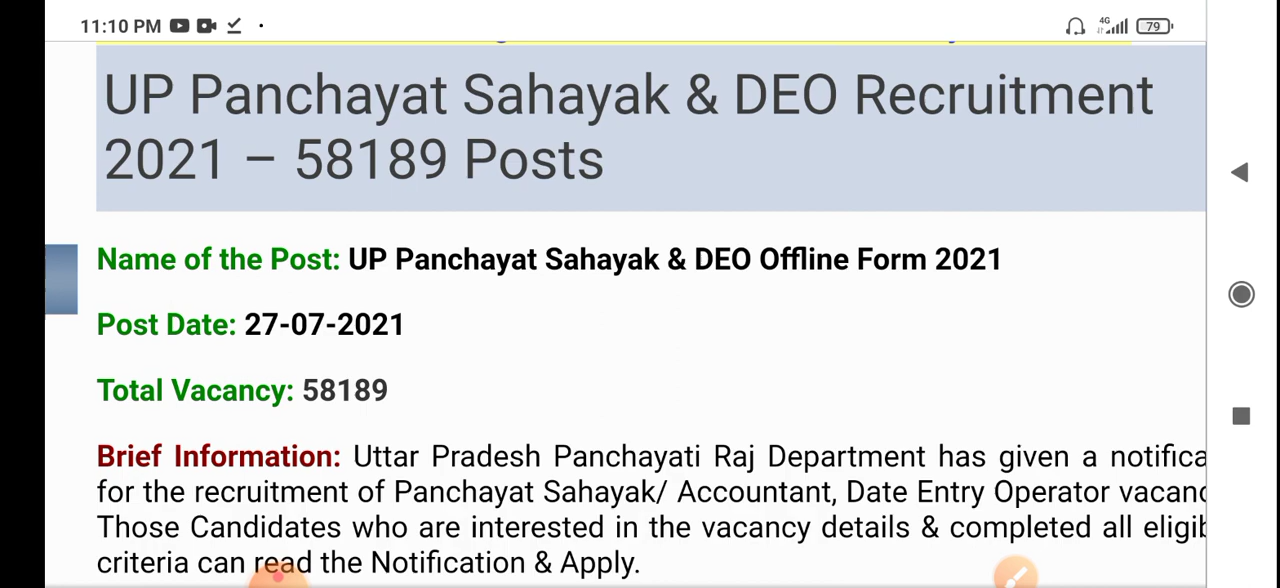 11:10 PM
4G
79
UP Panchayat Sahayak & DEO Recruitment
2021 – 58189 Posts
Name of the Post: UP Panchayat Sahayak & DEO Offline Form 2021
Post Date: 27-07-2021
Total Vacancy: 58189
Brief Information: Uttar Pradesh Panchayati Raj Department has given a notifica
for the recruitment of Panchayat Sahayak/ Accountant, Date Entry Operator vacanc
Those Candidates who are interested in the vacancy details & completed all eligib
criteria can read the Notification & Apply.